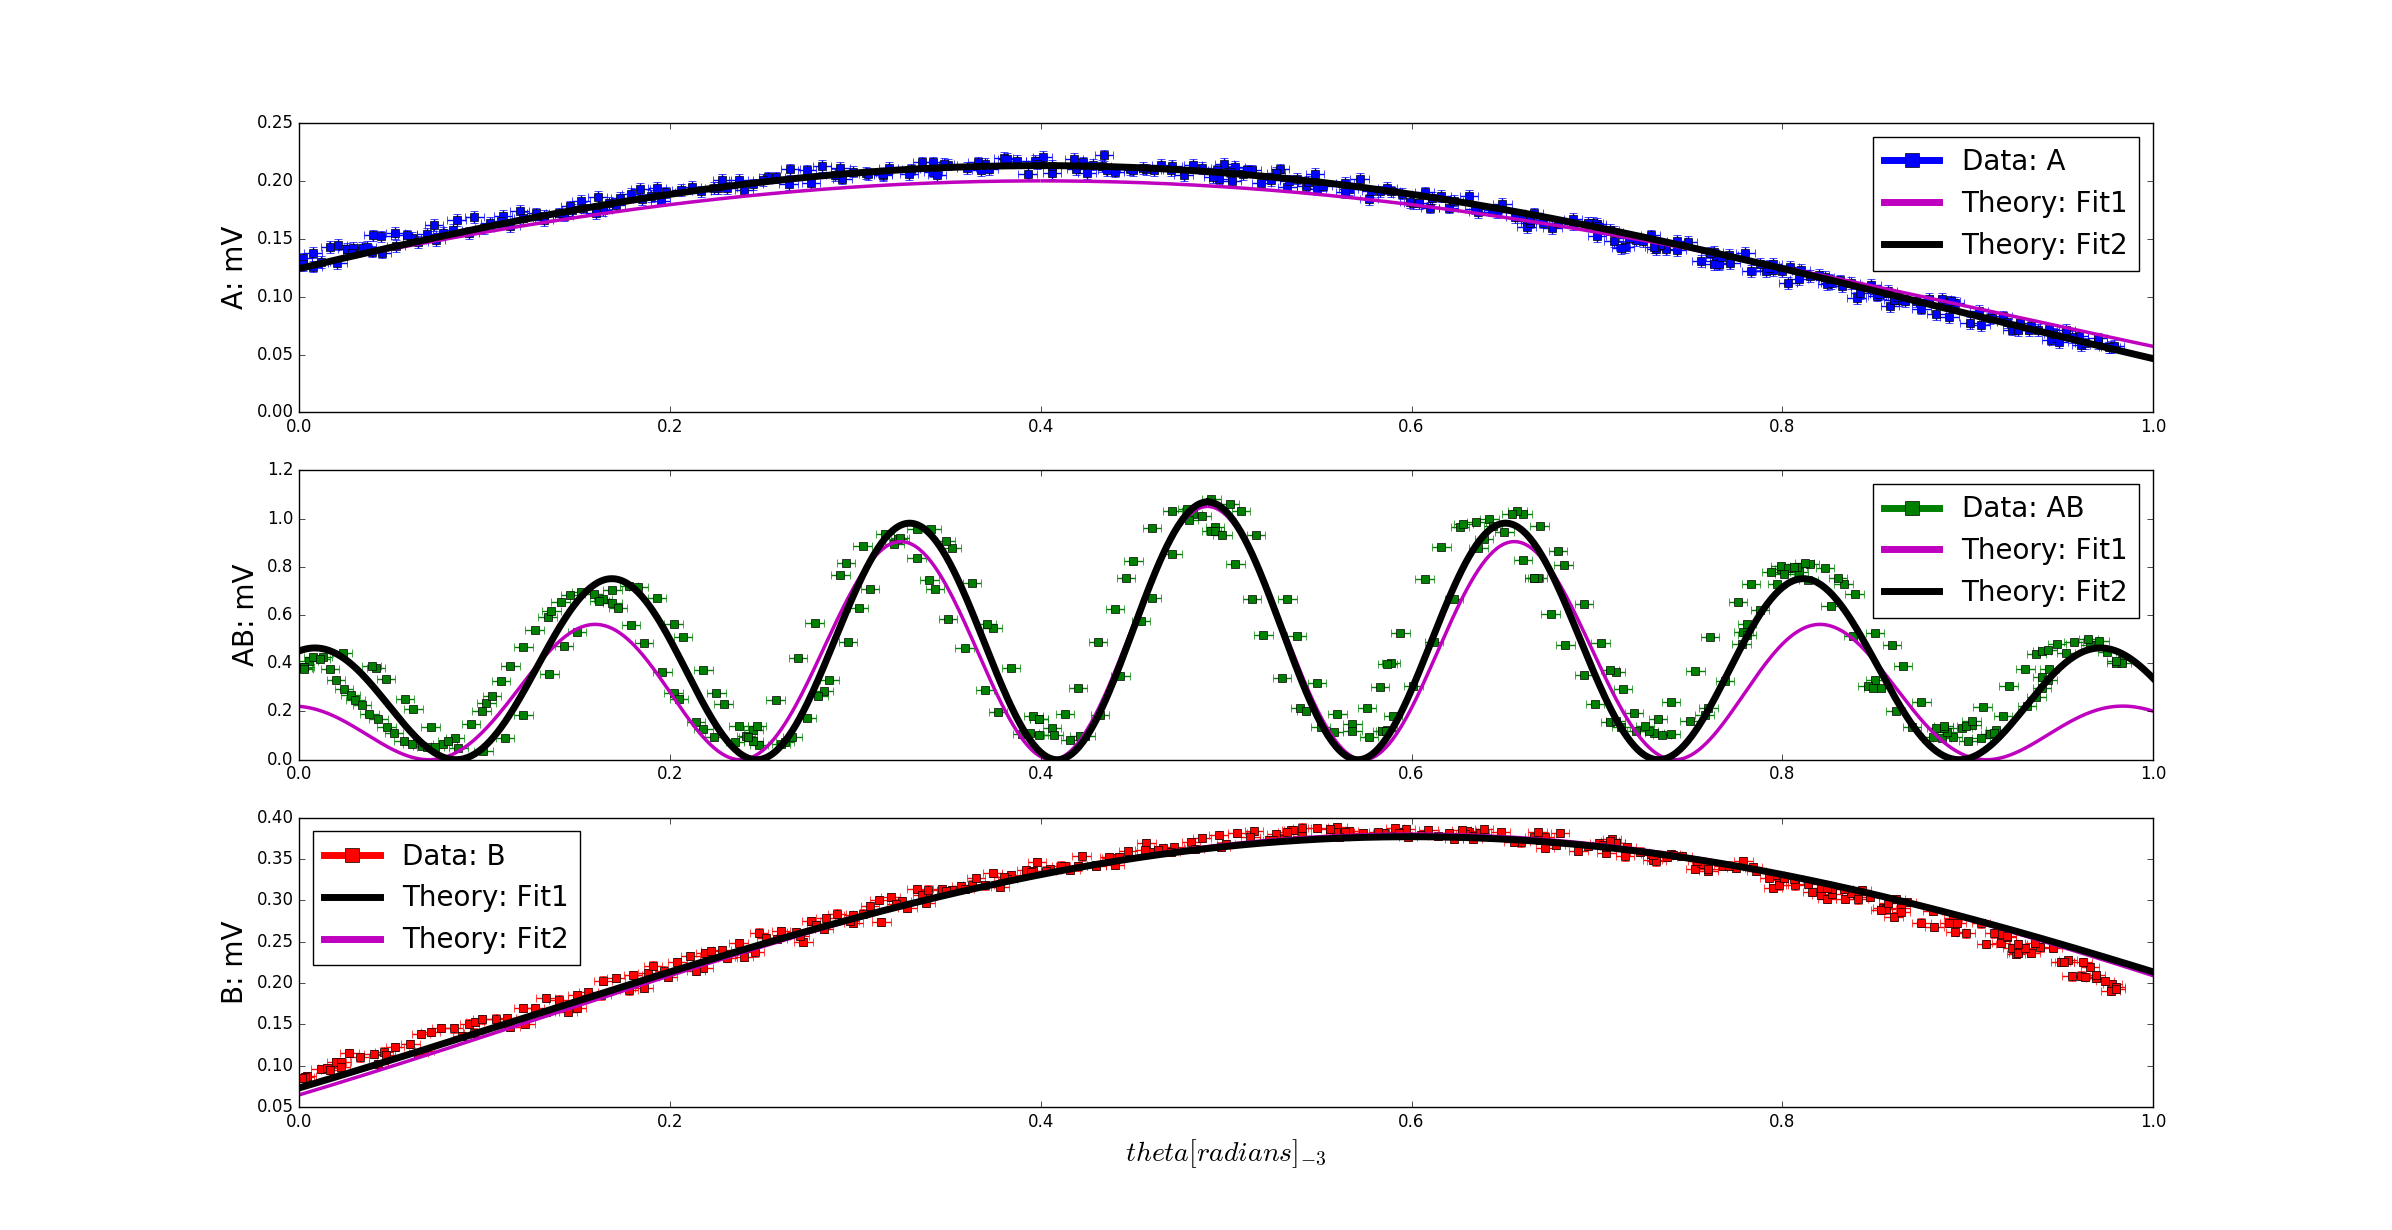 0.25
0.20
0.15
0.10
0.05
0.00
A: mV
Data: A
Theory: Fit1
Theory: Fit2
0.0 0.2 0.4 0.6 0.8 1.0
1.2
1.0
0.8
0.6
0.4
0.2
0.0
AB: mV
Data: AB
Theory: Fit1
Theory: Fit2
0.0 0.2 0.4 0.6 0.8 1.0
0.40
0.35
0.30
0.25
0.20
0.15
0.10
0.05
B: mV
Data: B
Theory: Fit1
Theory: Fit2
0.0 0.2 0.4 0.6 0.8 1.0
theta[radians]₋₃